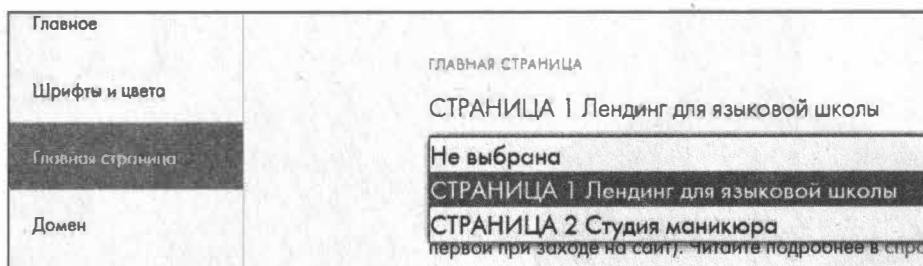 Главное
Шрифты и цвета
Главная страница
Домен
ГЛАВНАЯ СТРАНИЦА
СТРАНИЦА 1 Лендинг для языковой школы
Не выбрана
СТРАНИЦА 1 Лендинг для языковой школы
СТРАНИЦА 2 Студия маникюра
первой при заходе на сайт). Читайте подробнее в